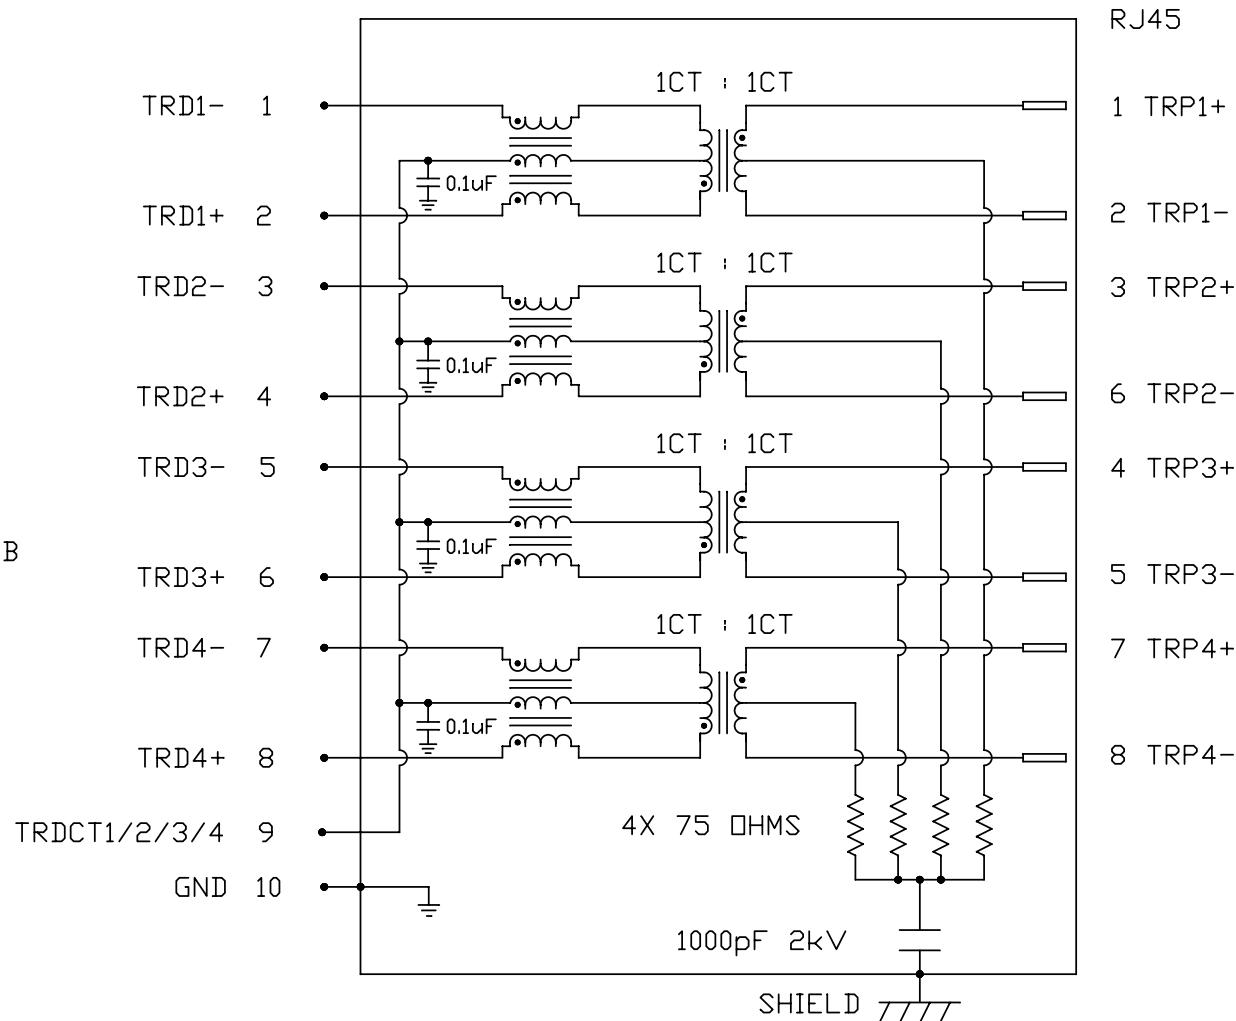 RJ45
1CT : 1CT
TRD1- 1
1 TRP1+
0.1uF
TRD1+ 2
2 TRP1-
1CT : 1CT
TRD2- 3
3 TRP2+
0.1uF
TRD2+ 4
6 TRP2-
1CT : 1CT
TRD3- 5
4 TRP3+
0.1uF
B
TRD3+ 6
5 TRP3-
1CT : 1CT
TRD4- 7
7 TRP4+
0.1uF
TRD4+ 8
8 TRP4-
TRDCT1/2/3/4 9
4X 75 OHMS
GND 10
1000pF 2kV
SHIELD